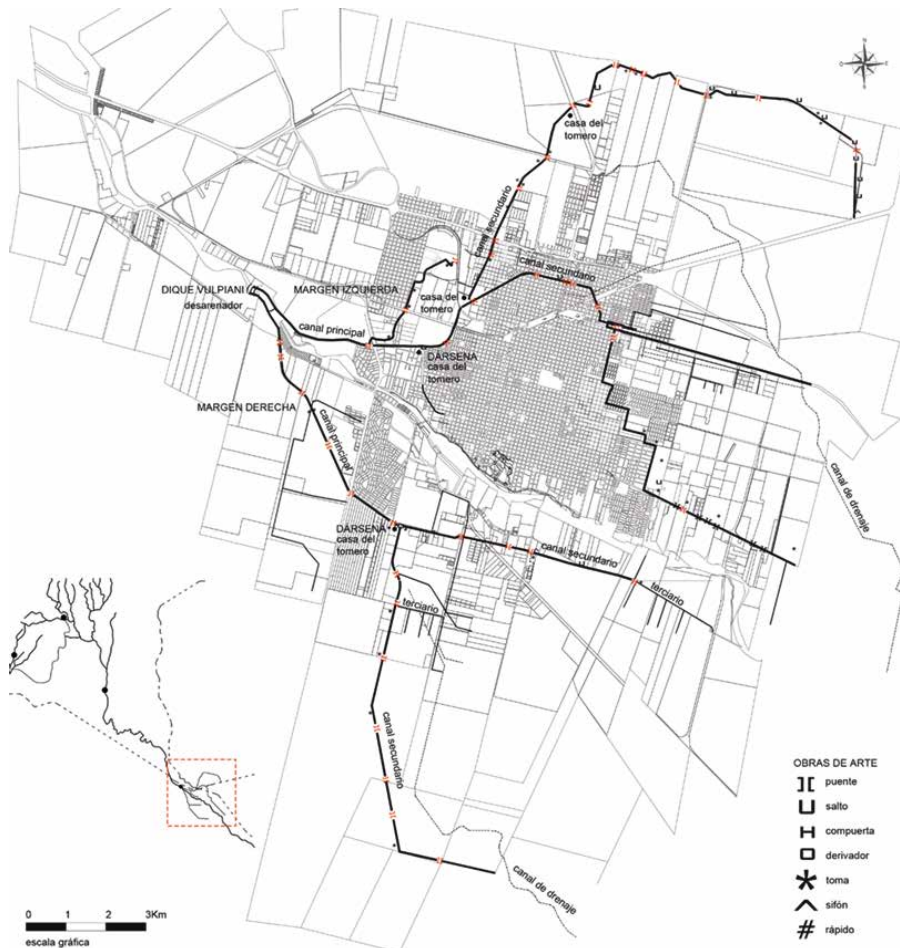 N
O
E
S
casa del
tomero
canal secundario
canal secundario
DIQUE VULPIANI
desarenador
MARGEN IZQUIERDA
casa del
tomero
canal principal
DÁRSENA
casa del
tomero
MARGEN DERECHA
canal principal
canal de drenaje
DÁRSENA
casa del
tomero
canal secundario
terciario
terciario
canal secundario
canal de drenaje
OBRAS DE ARTE
puente
salto
compuerta
derivador
toma
sifón
rápido
0 1 2 3Km
escala gráfica